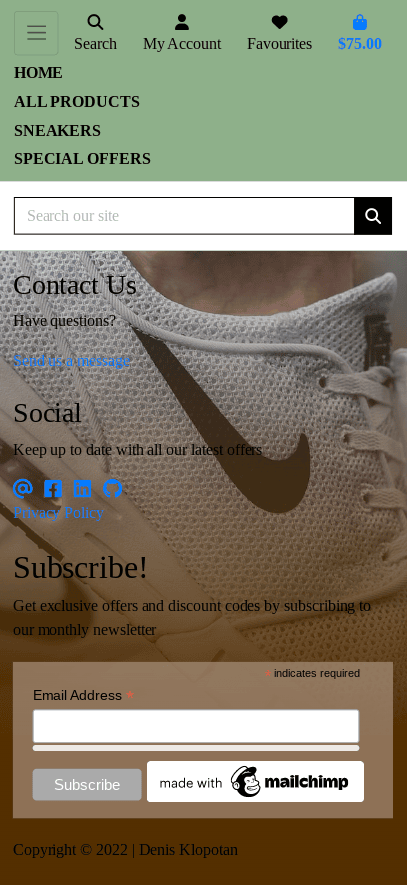 Search My Account Favourites $75.00
HOME
ALL PRODUCTS
SNEAKERS
SPECIAL OFFERS
Search our site
Contact Us
Have questions?
Send us a message
Social
Keep up to date with all our latest offers
Privacy Policy
Subscribe!
Get exclusive offers and discount codes by subscribing to
our monthly newsletter
* indicates required
Email Address *
Subscribe made with mailchimp
Copyright © 2022 | Denis Klopotan